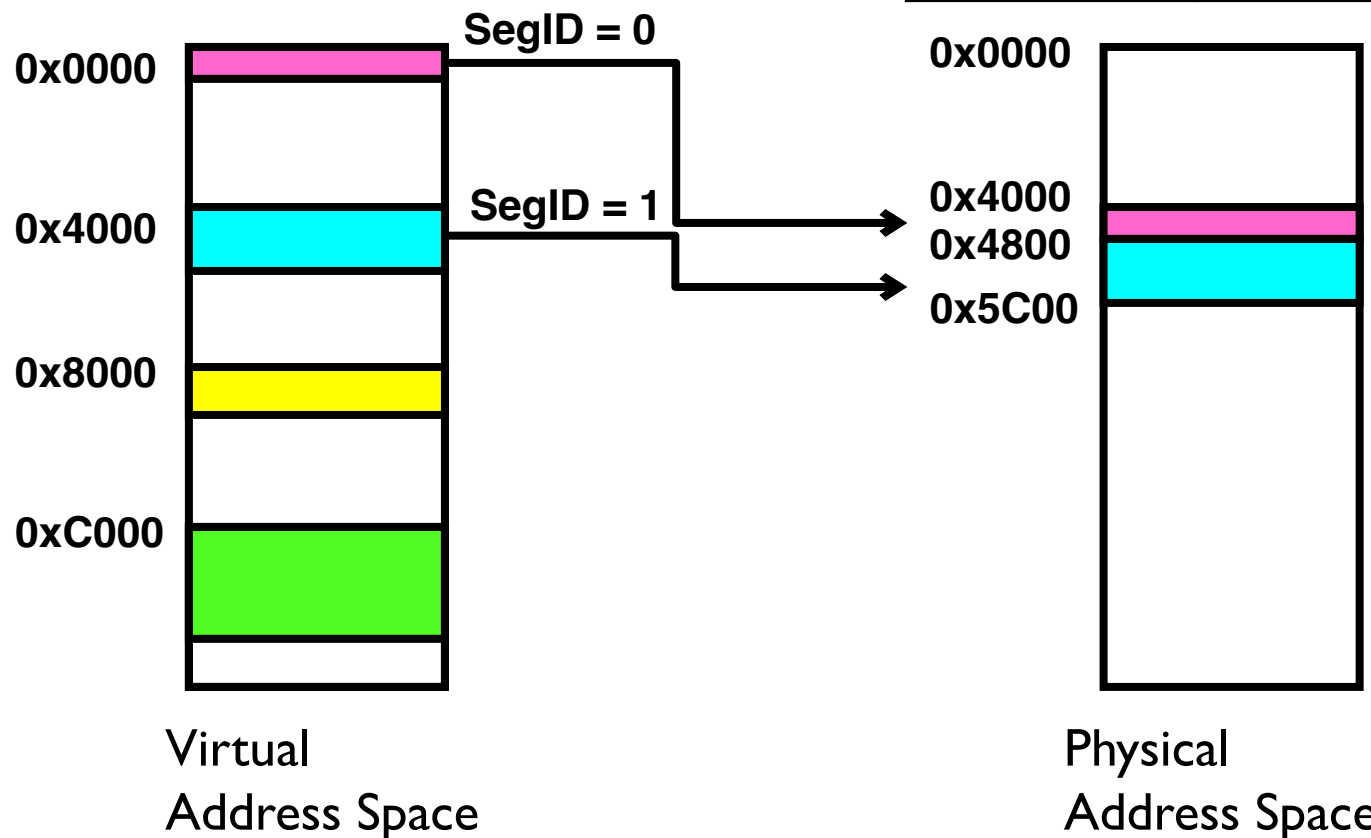 SegID = 0
0x0000
0x4000
SegID = 1
0x8000
0xC000
0x0000
0x4000
0x4800
0x5C00
Virtual
Address Space
Physical
Address Space